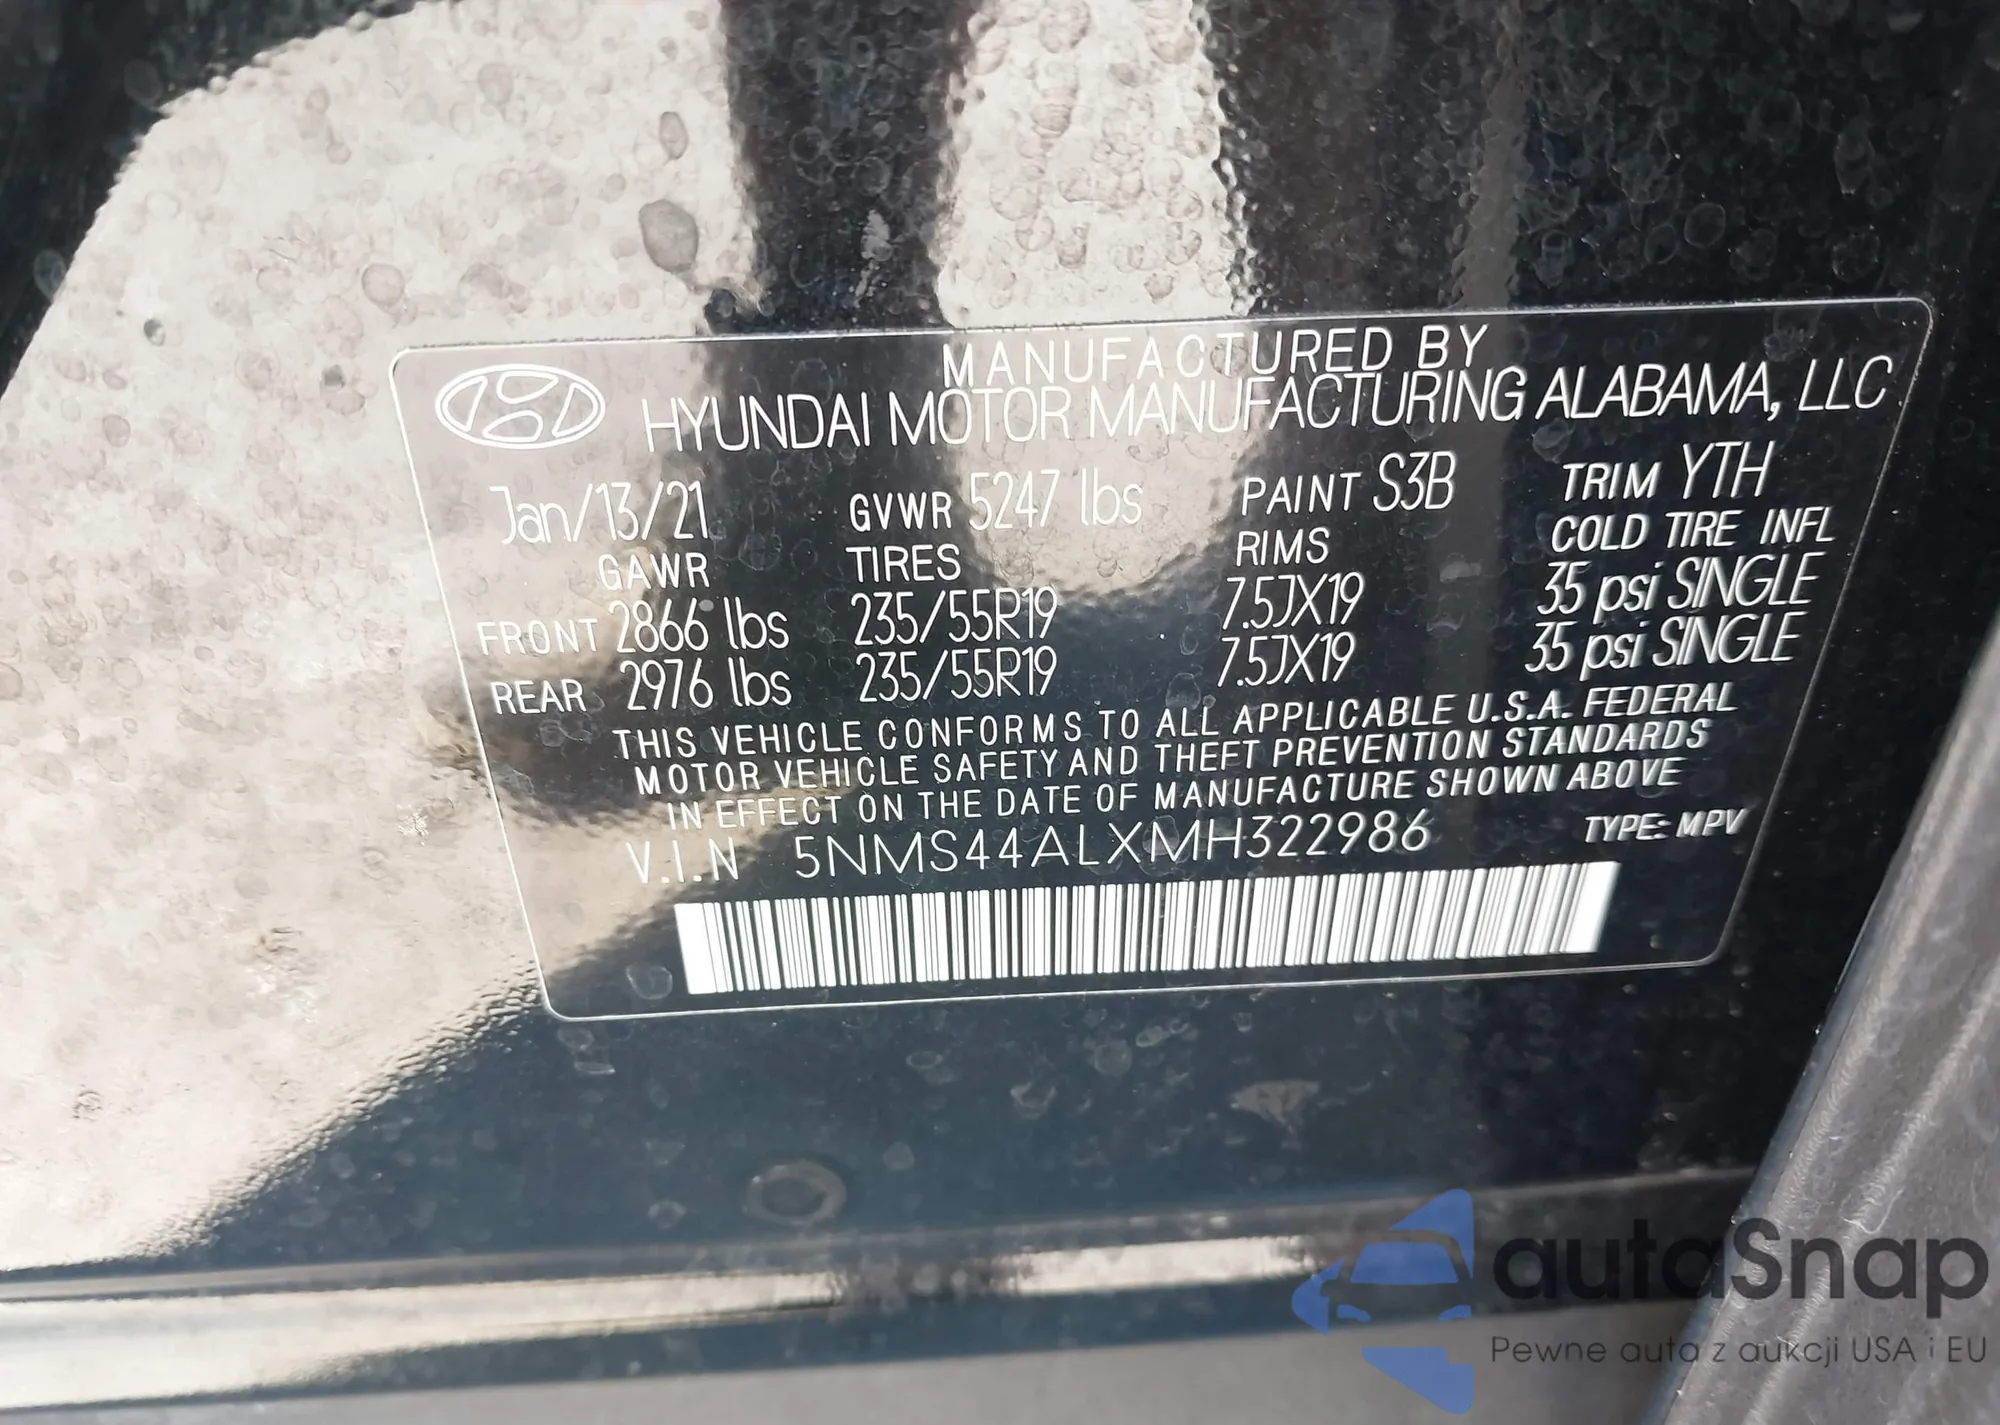 MANUFACTURED BY
HYUNDAI MOTOR MANUFACTURING ALABAMA, LLC
Jan/13/21 GVWR 5247 lbs PAINT S3B TRIM YTH
GAWR TIRES RIMS COLD TIRE INFL
FRONT 2866 lbs 235/55R19 7.5JX19 35 psi SINGLE
REAR 2976 lbs 235/55R19 7.5JX19 35 psi SINGLE
THIS VEHICLE CONFORMS TO ALL APPLICABLE U.S.A. FEDERAL
MOTOR VEHICLE SAFETY AND THEFT PREVENTION STANDARDS
IN EFFECT ON THE DATE OF MANUFACTURE SHOWN ABOVE
V.I.N 5NMS44ALXMH322986 TYPE: MPV
autaSnap
Pewne auta z aukcji USA i EU